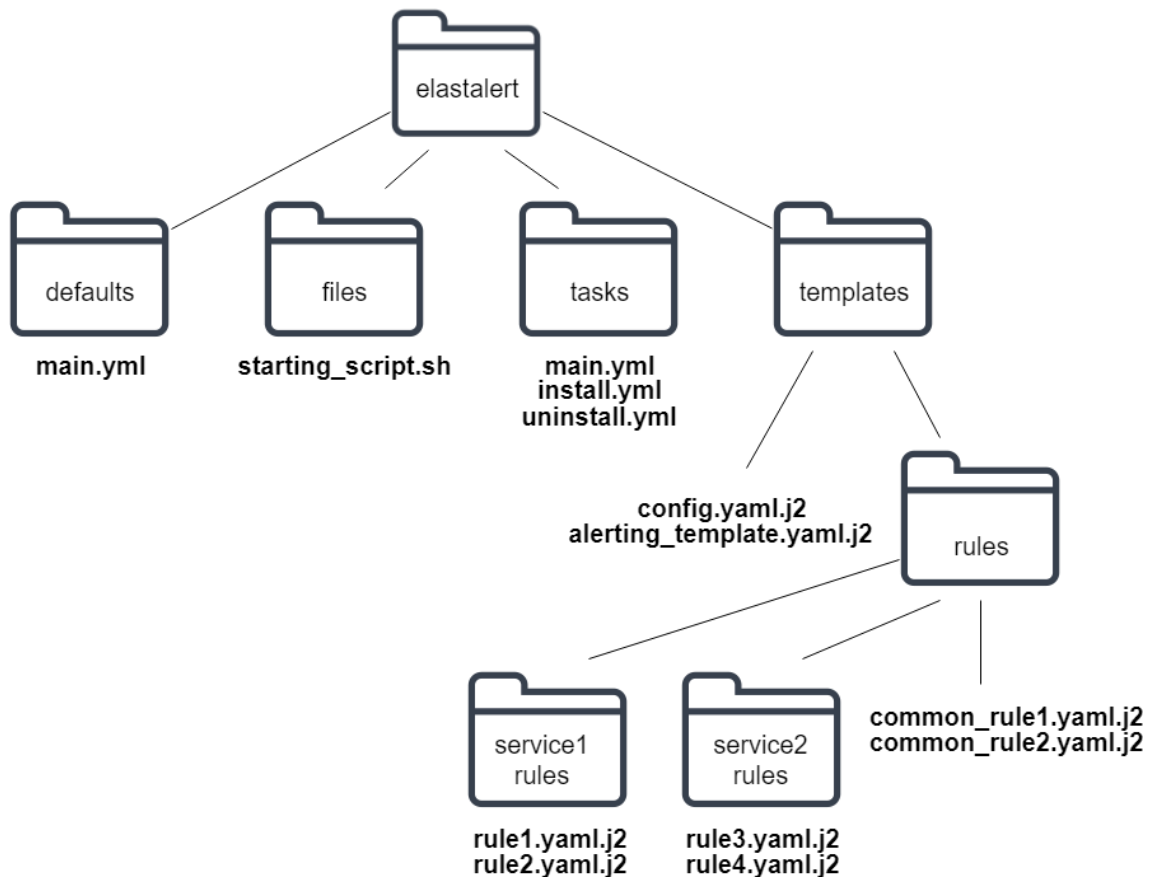 elastalert
defaults
files
tasks
templates
main.yml
starting_script.sh
main.yml
install.yml
uninstall.yml
config.yaml.j2
alerting_template.yaml.j2
rules
service1
rules
service2
rules
common_rule1.yaml.j2
common_rule2.yaml.j2
rule1.yaml.j2
rule2.yaml.j2
rule3.yaml.j2
rule4.yaml.j2